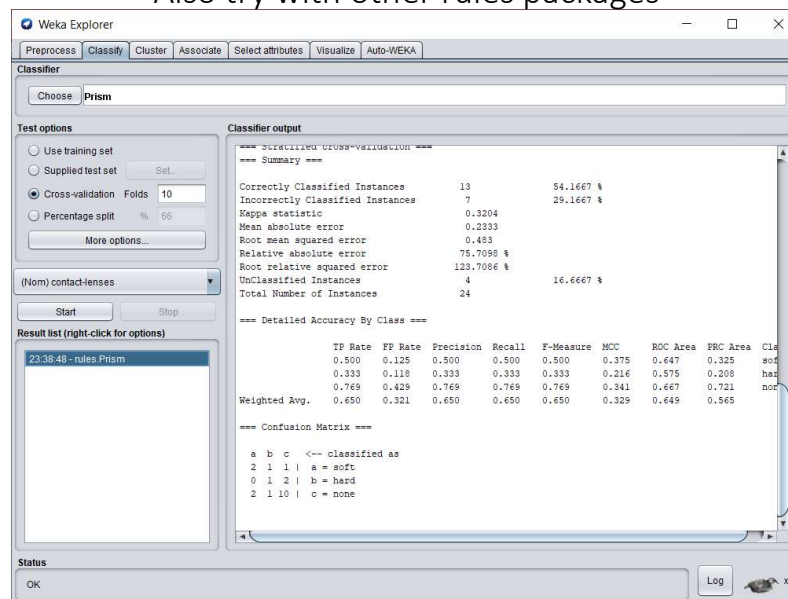 Also try with other rules packages
Weka Explorer
Preprocess Classify Cluster Associate Select attributes Visualize Auto-WEKA
Classifier
Choose Prism
Test options
Use training set
Supplied test set Set...
Cross-validation Folds 10
Percentage split % 66
More options...
(Nom) contact-lenses
Start Stop
Result list (right-click for options)
23:38:48 - rules.Prism
Classifier output
=== Stratified cross-validation ===
=== Summary ===
Correctly Classified Instances 13 54.1667 %
Incorrectly Classified Instances 7 29.1667 %
Kappa statistic 0.3204
Mean absolute error 0.2333
Root mean squared error 0.483
Relative absolute error 75.7098 %
Root relative squared error 123.7086 %
UnClassified Instances 4 16.6667 %
Total Number of Instances 24
=== Detailed Accuracy By Class ===
TP Rate FP Rate Precision Recall F-Measure MCC ROC Area PRC Area Cla
0.500 0.125 0.500 0.500 0.500 0.375 0.647 0.325 sof
0.333 0.118 0.333 0.333 0.333 0.216 0.575 0.208 har
0.769 0.429 0.769 0.769 0.769 0.341 0.667 0.721 non
Weighted Avg. 0.650 0.321 0.650 0.650 0.650 0.329 0.649 0.565
=== Confusion Matrix ===
a b c <-- classified as
2 1 1 | a = soft
0 1 2 | b = hard
2 1 10 | c = none
Status
OK
Log
x